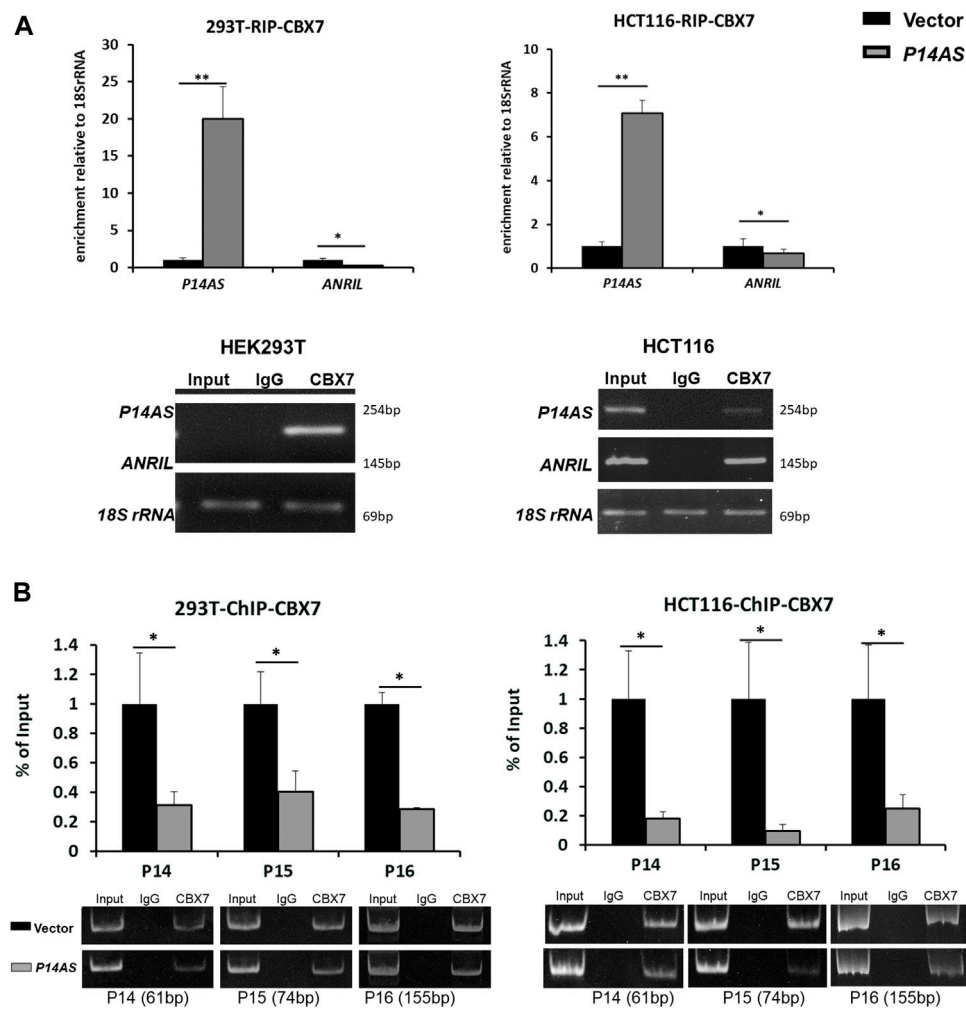 A
293T-RIP-CBX7
HCT116-RIP-CBX7
Vector
P14AS
enrichment relative to 18SrRNA
30
25
20
15
10
5
0
**
*
P14AS
ANRIL
enrichment relative to 18SrRNA
10
8
6
4
2
0
**
*
P14AS
ANRIL
HEK293T
Input IgG CBX7
P14AS
254bp
ANRIL
145bp
18S rRNA
69bp
HCT116
Input IgG CBX7
P14AS
254bp
ANRIL
145bp
18S rRNA
69bp
B
293T-ChIP-CBX7
% of Input
1.4
1.2
1
0.8
0.6
0.4
0.2
0
*
*
*
P14 P15 P16
HCT116-ChIP-CBX7
% of Input
1.4
1.2
1
0.8
0.6
0.4
0.2
0
*
*
*
P14 P15 P16
Input IgG CBX7 Input IgG CBX7 Input IgG CBX7
Vector
P14AS
P14 (61bp) P15 (74bp) P16 (155bp)
Input IgG CBX7 Input IgG CBX7 Input IgG CBX7
P14 (61bp) P15 (74bp) P16 (155bp)